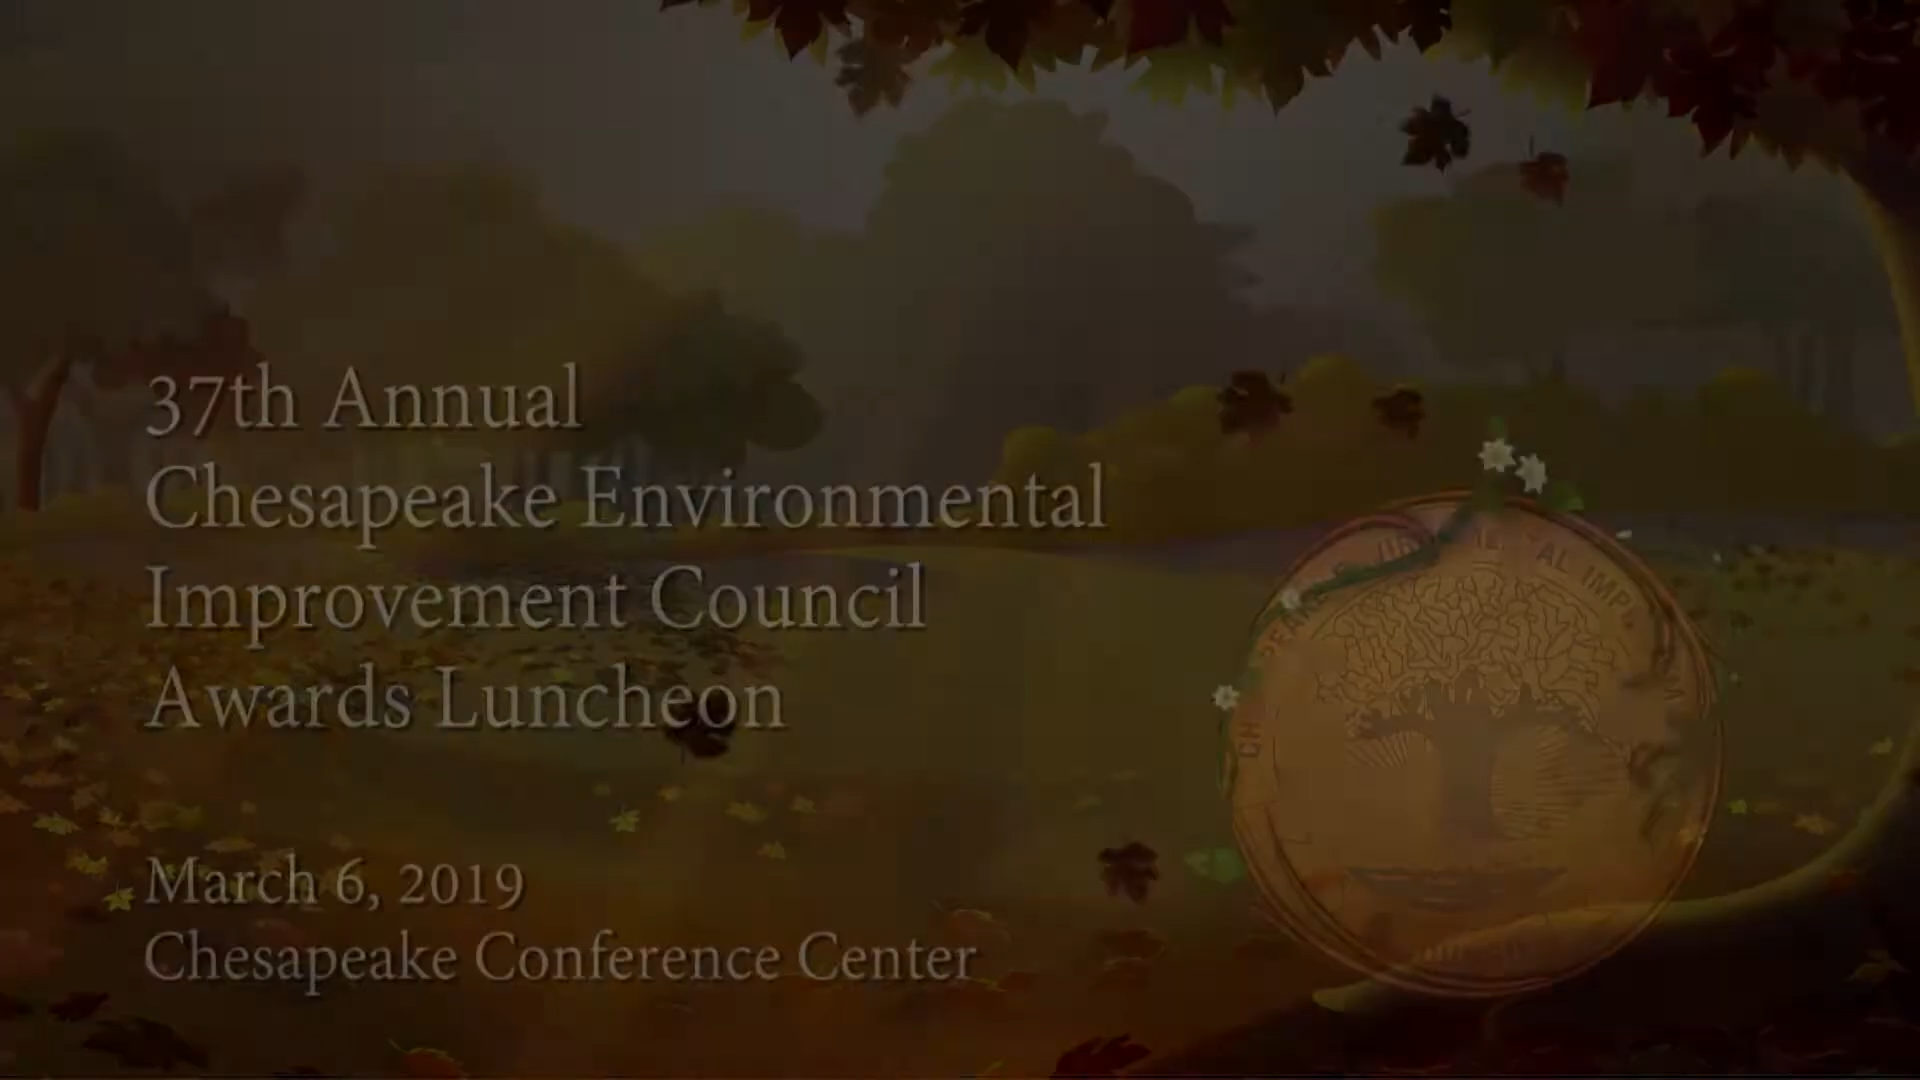 37th Annual
Chesapeake Environmental
Improvement Council
Awards Luncheon
March 6, 2019
Chesapeake Conference Center